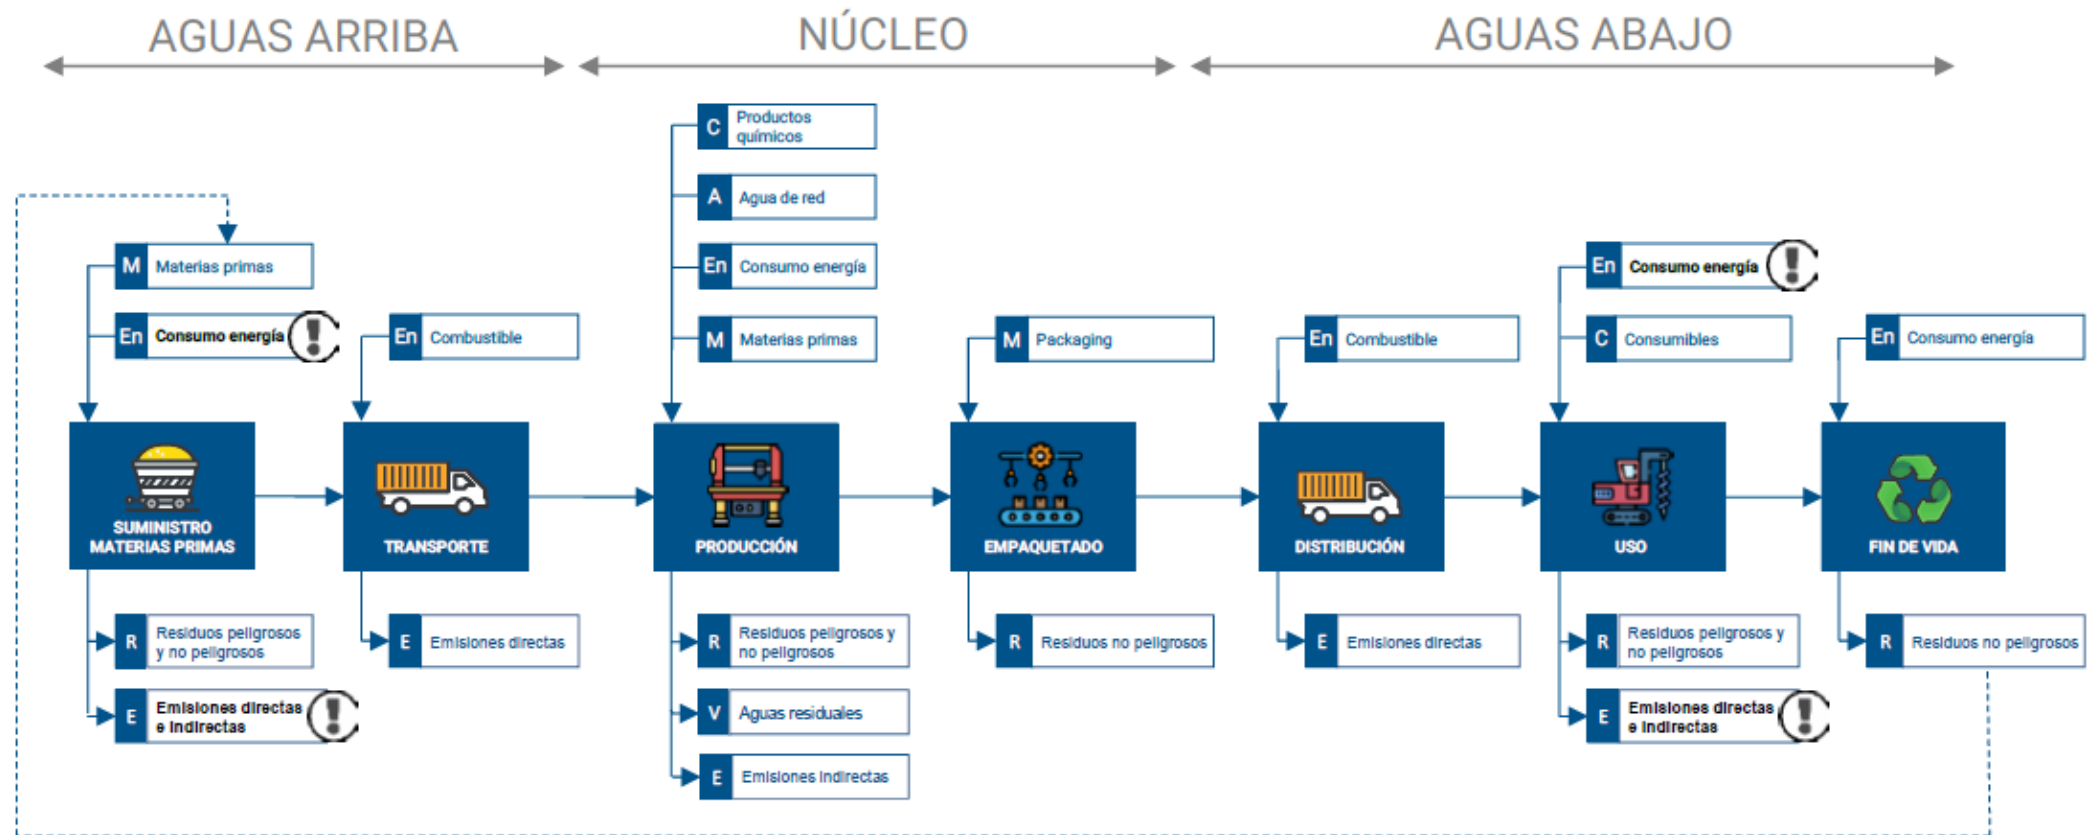 AGUAS ARRIBA
NÚCLEO
AGUAS ABAJO
C
Productos
químicos
A
Agua de red
M
Materias primas
En
Consumo energía
En
Consumo energía
En
Combustible
En
Consumo energía
M
Materias primas
M
Packaging
En
Combustible
En
Consumo energía
C
Consumibles
En
Consumo energía
SUMINISTRO
MATERIAS PRIMAS
TRANSPORTE
PRODUCCIÓN
EMPAQUETADO
DISTRIBUCIÓN
USO
FIN DE VIDA
R
Residuos peligrosos
y no peligrosos
E
Emisiones directas
e indirectas
E
Emisiones directas
R
Residuos peligrosos y
no peligrosos
V
Aguas residuales
E
Emisiones indirectas
R
Residuos no peligrosos
E
Emisiones directas
R
Residuos peligrosos y
no peligrosos
E
Emisiones directas
e indirectas
R
Residuos no peligrosos